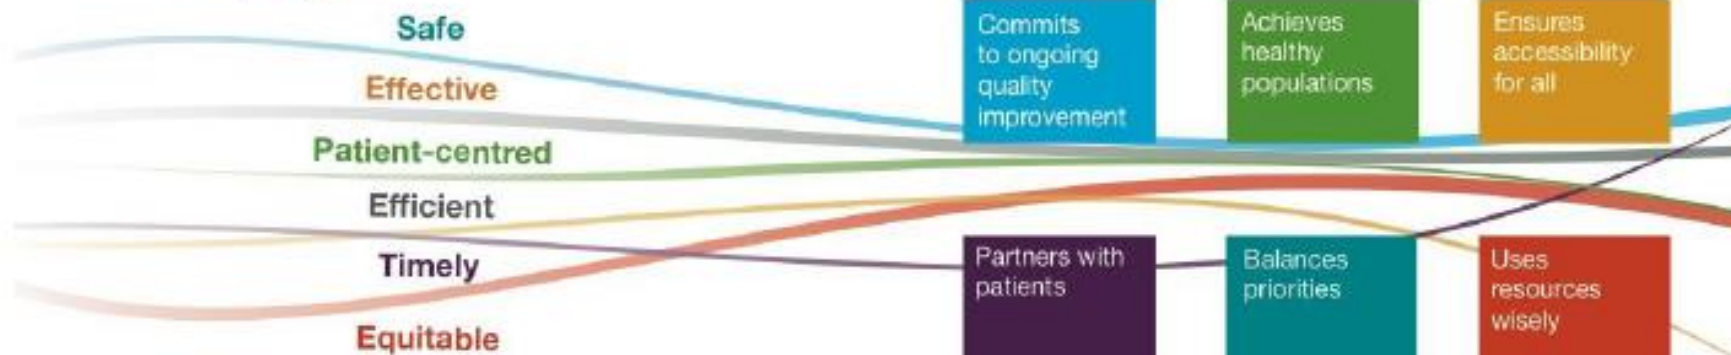 Safe
Effective
Patient-centred
Efficient
Timely
Equitable
Commits
to ongoing
quality
improvement
Achieves
healthy
populations
Ensures
accessibility
for all
Partners with
patients
Balances
priorities
Uses
resources
wisely